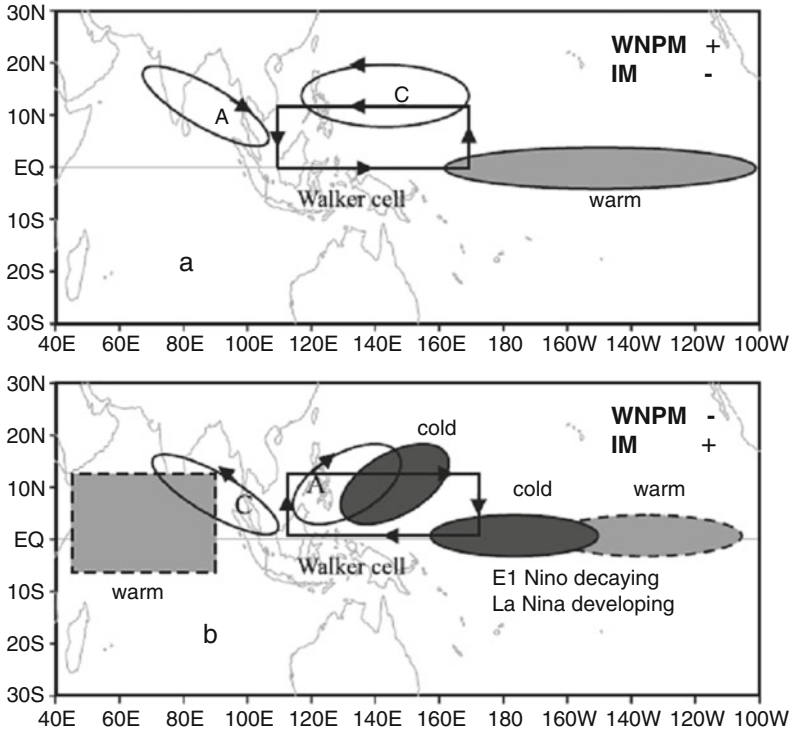 30N
20N
10N
EQ
10S
20S
30S
WNPM +
IM -
A
C
Walker cell
warm
a
40E 60E 80E 100E 120E 140E 160E 180 160W 140W 120W 100W
30N
20N
10N
EQ
10S
20S
30S
WNPM -
IM +
cold
A
C
cold
warm
Walker cell
warm
E1 Nino decaying
La Nina developing
b
40E 60E 80E 100E 120E 140E 160E 180 160W 140W 120W 100W